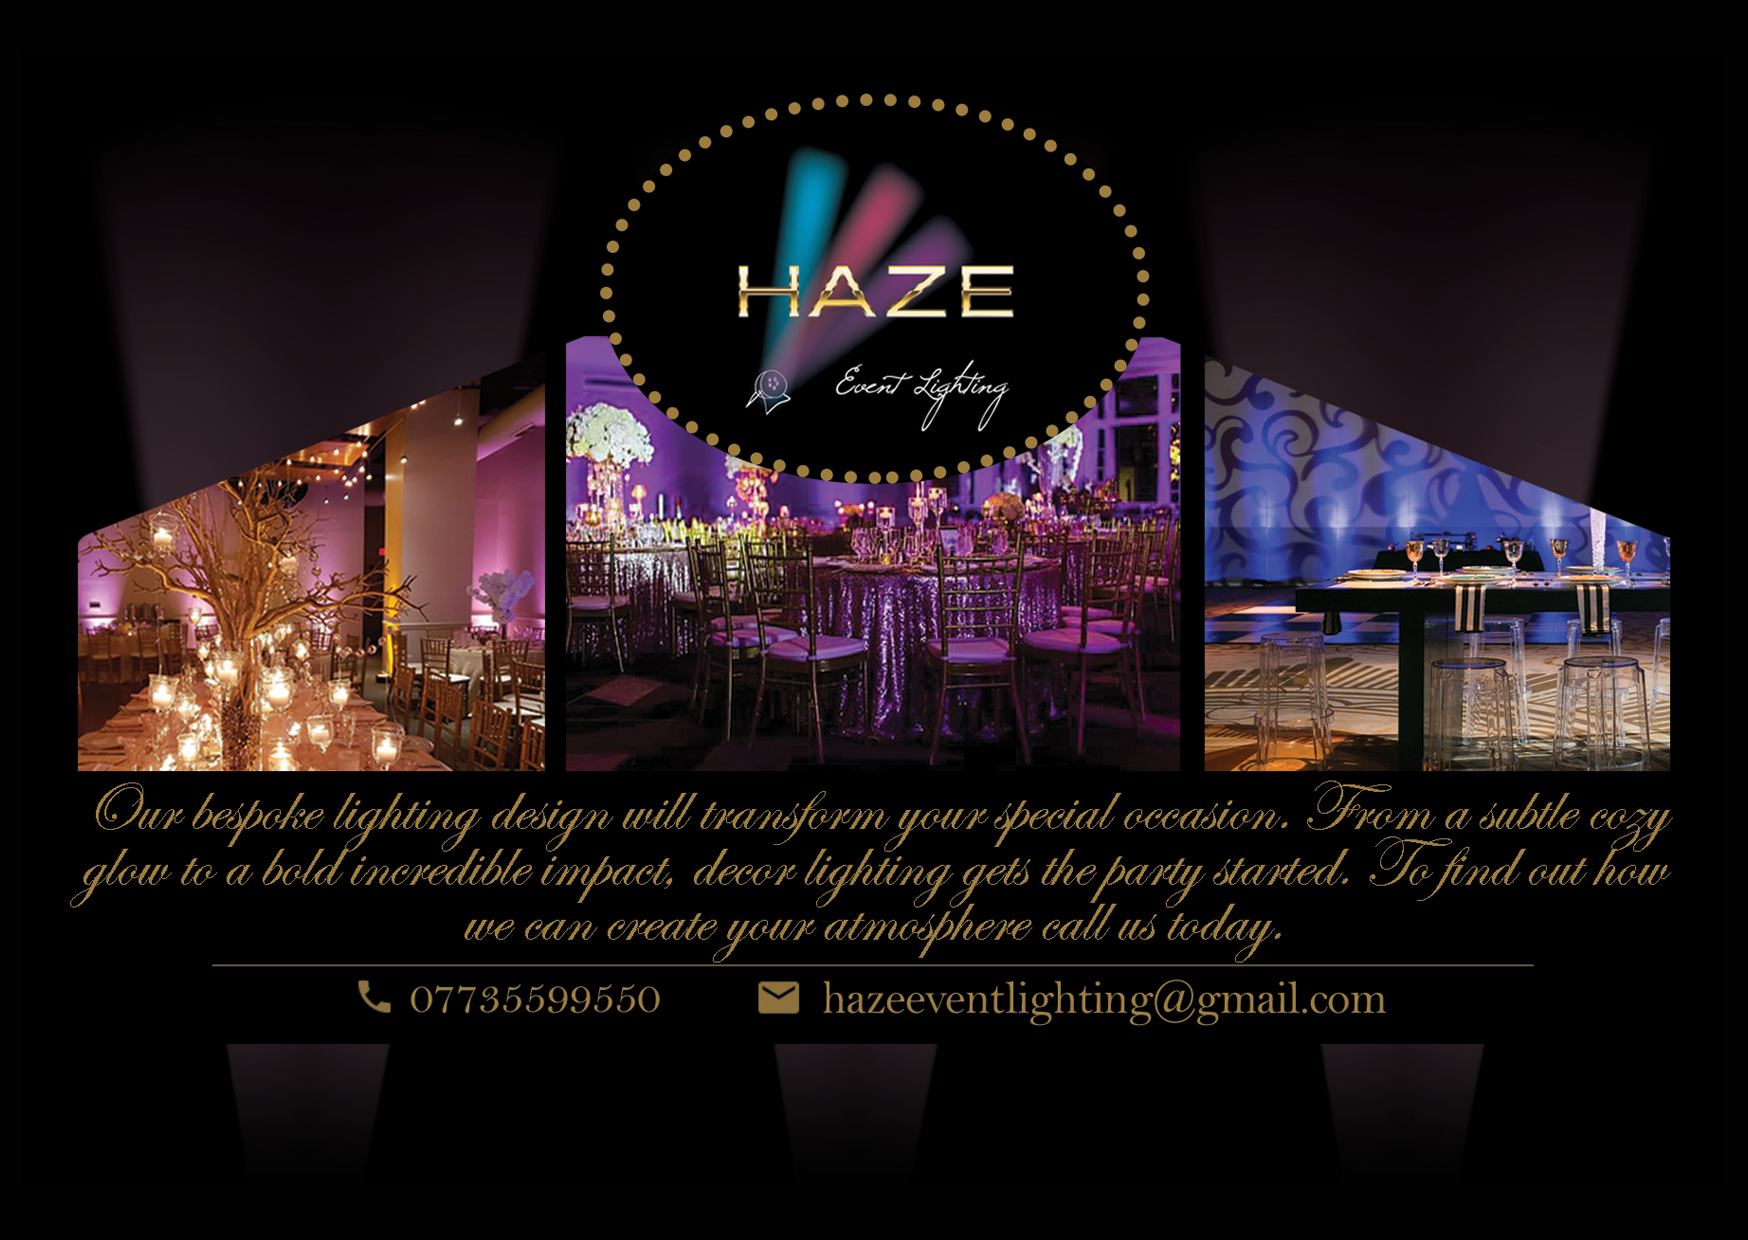 HAZE
Event Lighting
Our bespoke lighting design will transform your special occasion. From a subtle cozy
glow to a bold incredible impact, decor lighting gets the party started. To find out how
we can create your atmosphere call us today.
07735599550
hazeeventlighting@gmail.com